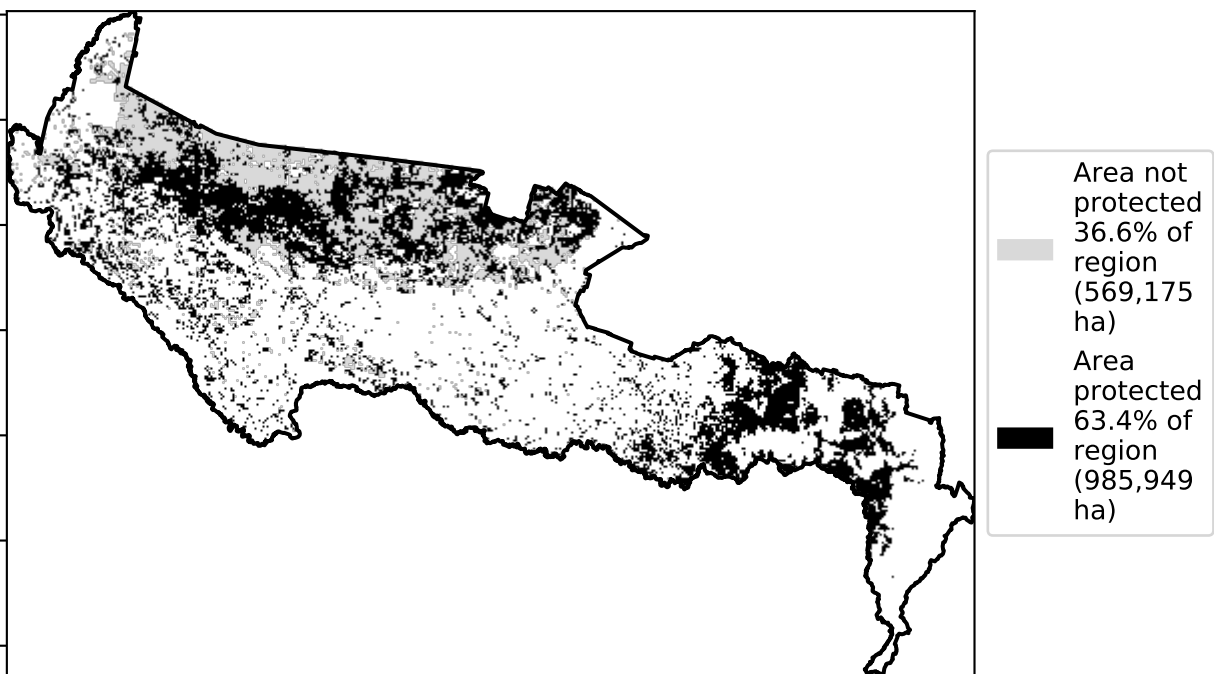 Area not
protected
36.6% of
region
(569,175
ha)
Area
protected
63.4% of
region
(985,949
ha)